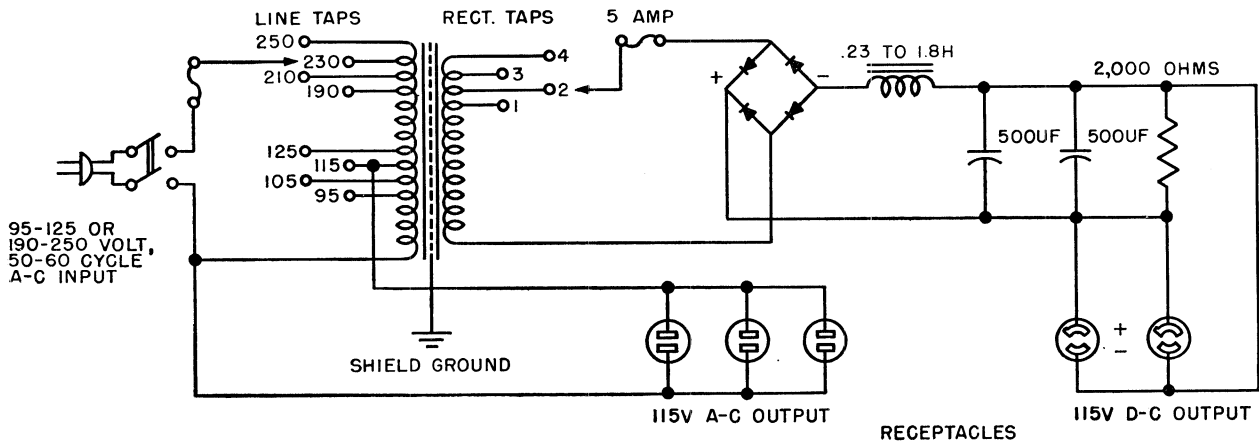 LINE TAPS
RECT. TAPS
5 AMP
250
230
210
190
125
115
105
95
4
3
2
1
+
−
.23 TO 1.8H
2,000 OHMS
500UF
500UF
95-125 OR
190-250 VOLT,
50-60 CYCLE
A-C INPUT
SHIELD GROUND
+
−
115V A-C OUTPUT
115V D-C OUTPUT
RECEPTACLES